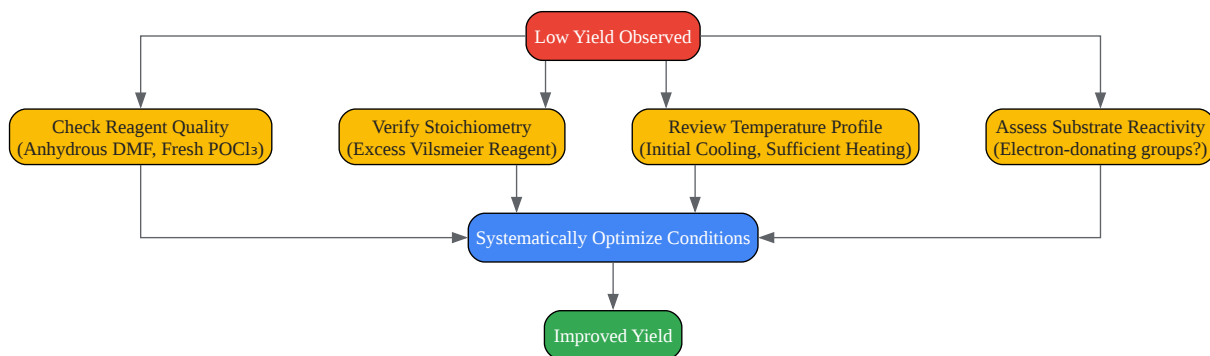 Low Yield Observed
Check Reagent Quality
(Anhydrous DMF, Fresh POCl₃)
Verify Stoichiometry
(Excess Vilsmeier Reagent)
Review Temperature Profile
(Initial Cooling, Sufficient Heating)
Assess Substrate Reactivity
(Electron-donating groups?)
Systematically Optimize Conditions
Improved Yield